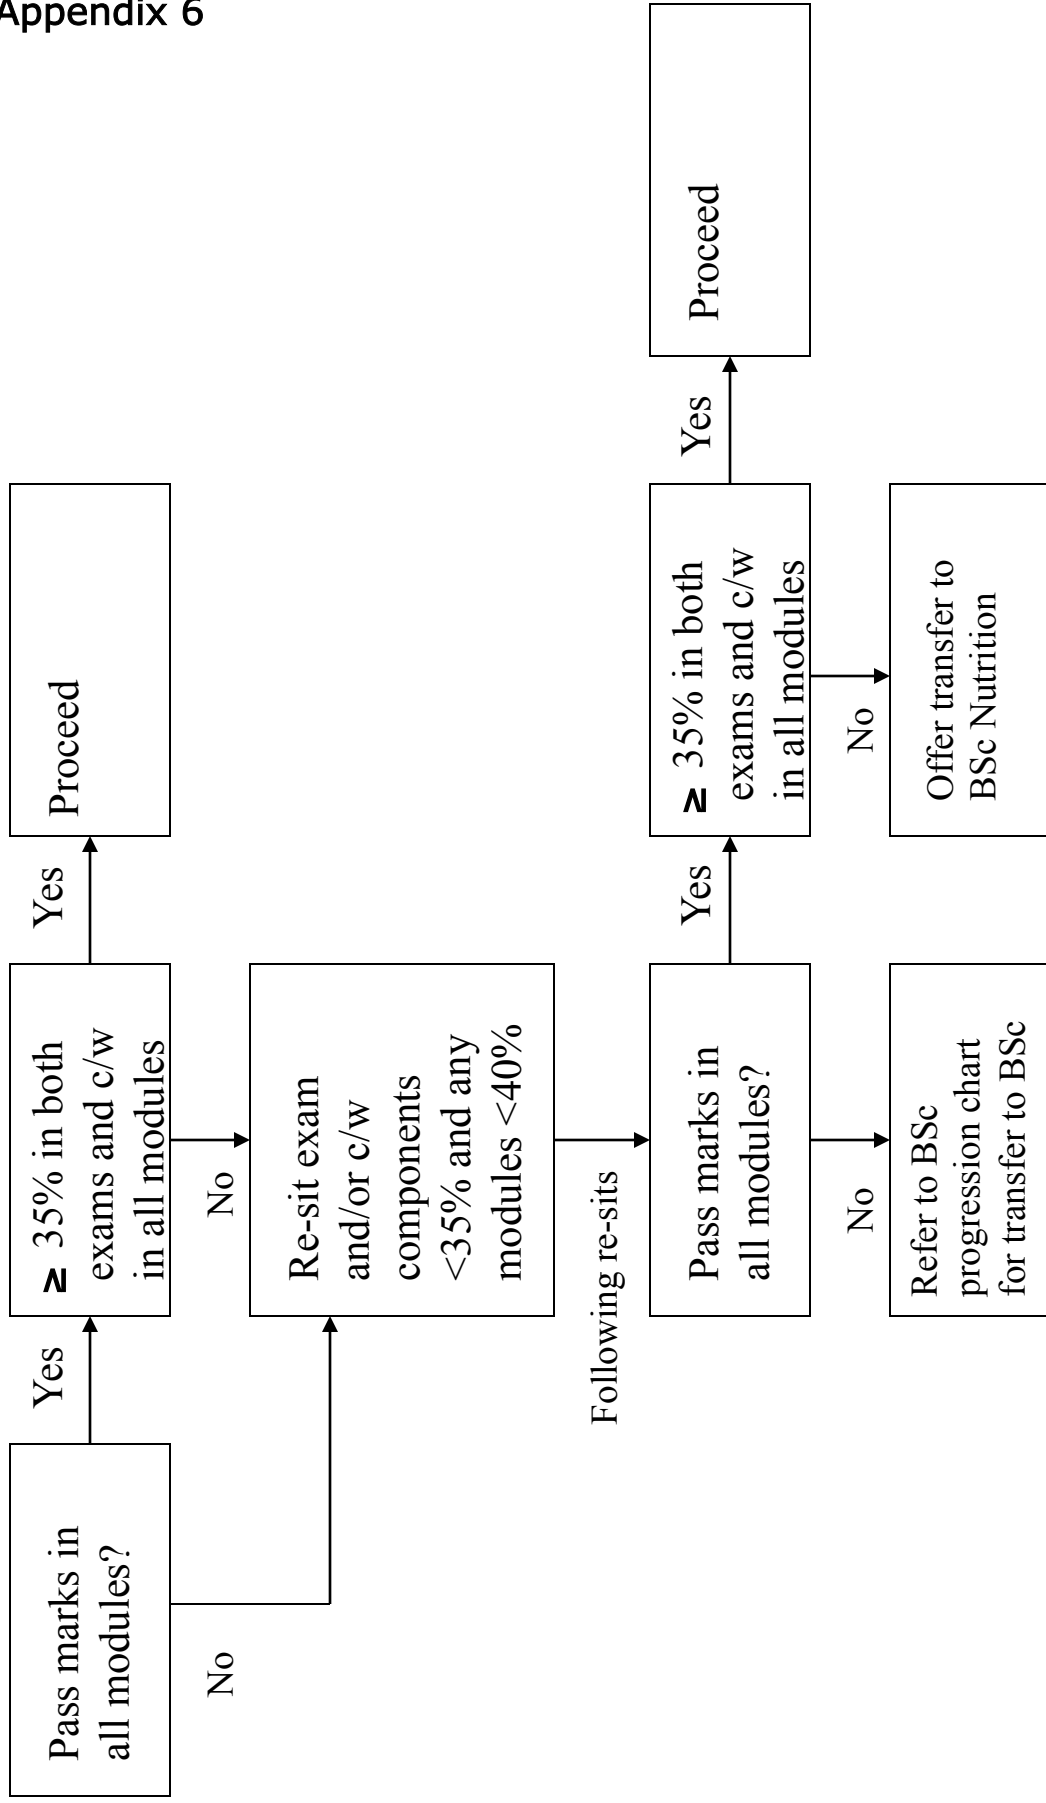 Appendix 6
Pass marks in
all modules?
Yes
≥ 35% in both
exams and c/w
in all modules
Yes
Proceed
No
No
Re-sit exam
and/or c/w
components
<35% and any
modules <40%
Following re-sits
Pass marks in
all modules?
Yes
≥ 35% in both
exams and c/w
in all modules
Yes
Proceed
No
Refer to BSc
progression chart
for transfer to BSc
No
Offer transfer to
BSc Nutrition